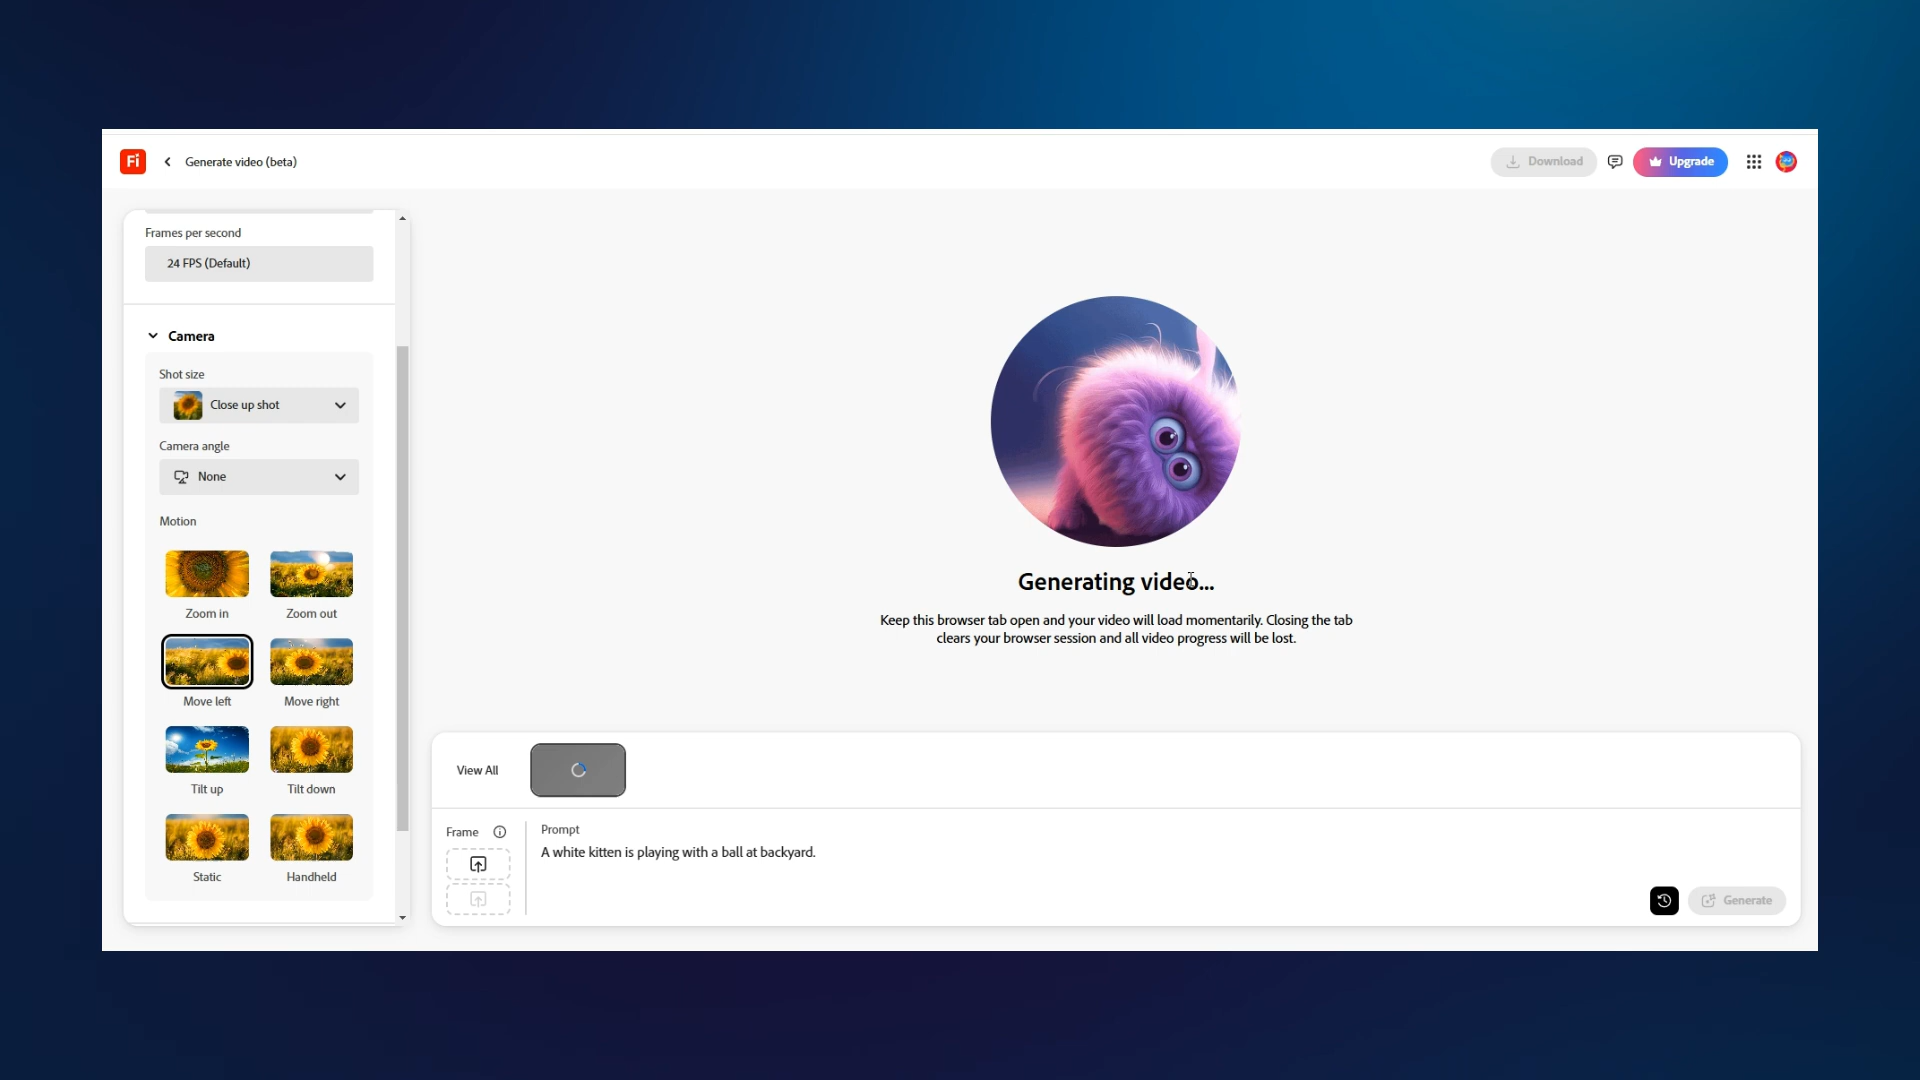 Fi
Generate video (beta)
Download
Upgrade
Frames per second
24 FPS (Default)
Camera
Shot size
Close up shot
Camera angle
None
Motion
Zoom in
Zoom out
Move left
Move right
Tilt up
Tilt down
Static
Handheld
Generating video...
Keep this browser tab open and your video will load momentarily. Closing the tab
clears your browser session and all video progress will be lost.
View All
Frame
Prompt
A white kitten is playing with a ball at backyard.
Generate